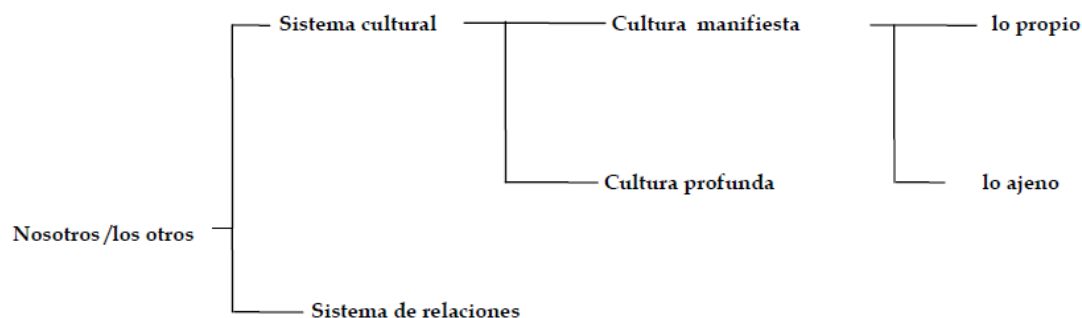 Sistema cultural
Cultura manifiesta
lo propio
Cultura profunda
lo ajeno
Nosotros /los otros
Sistema de relaciones